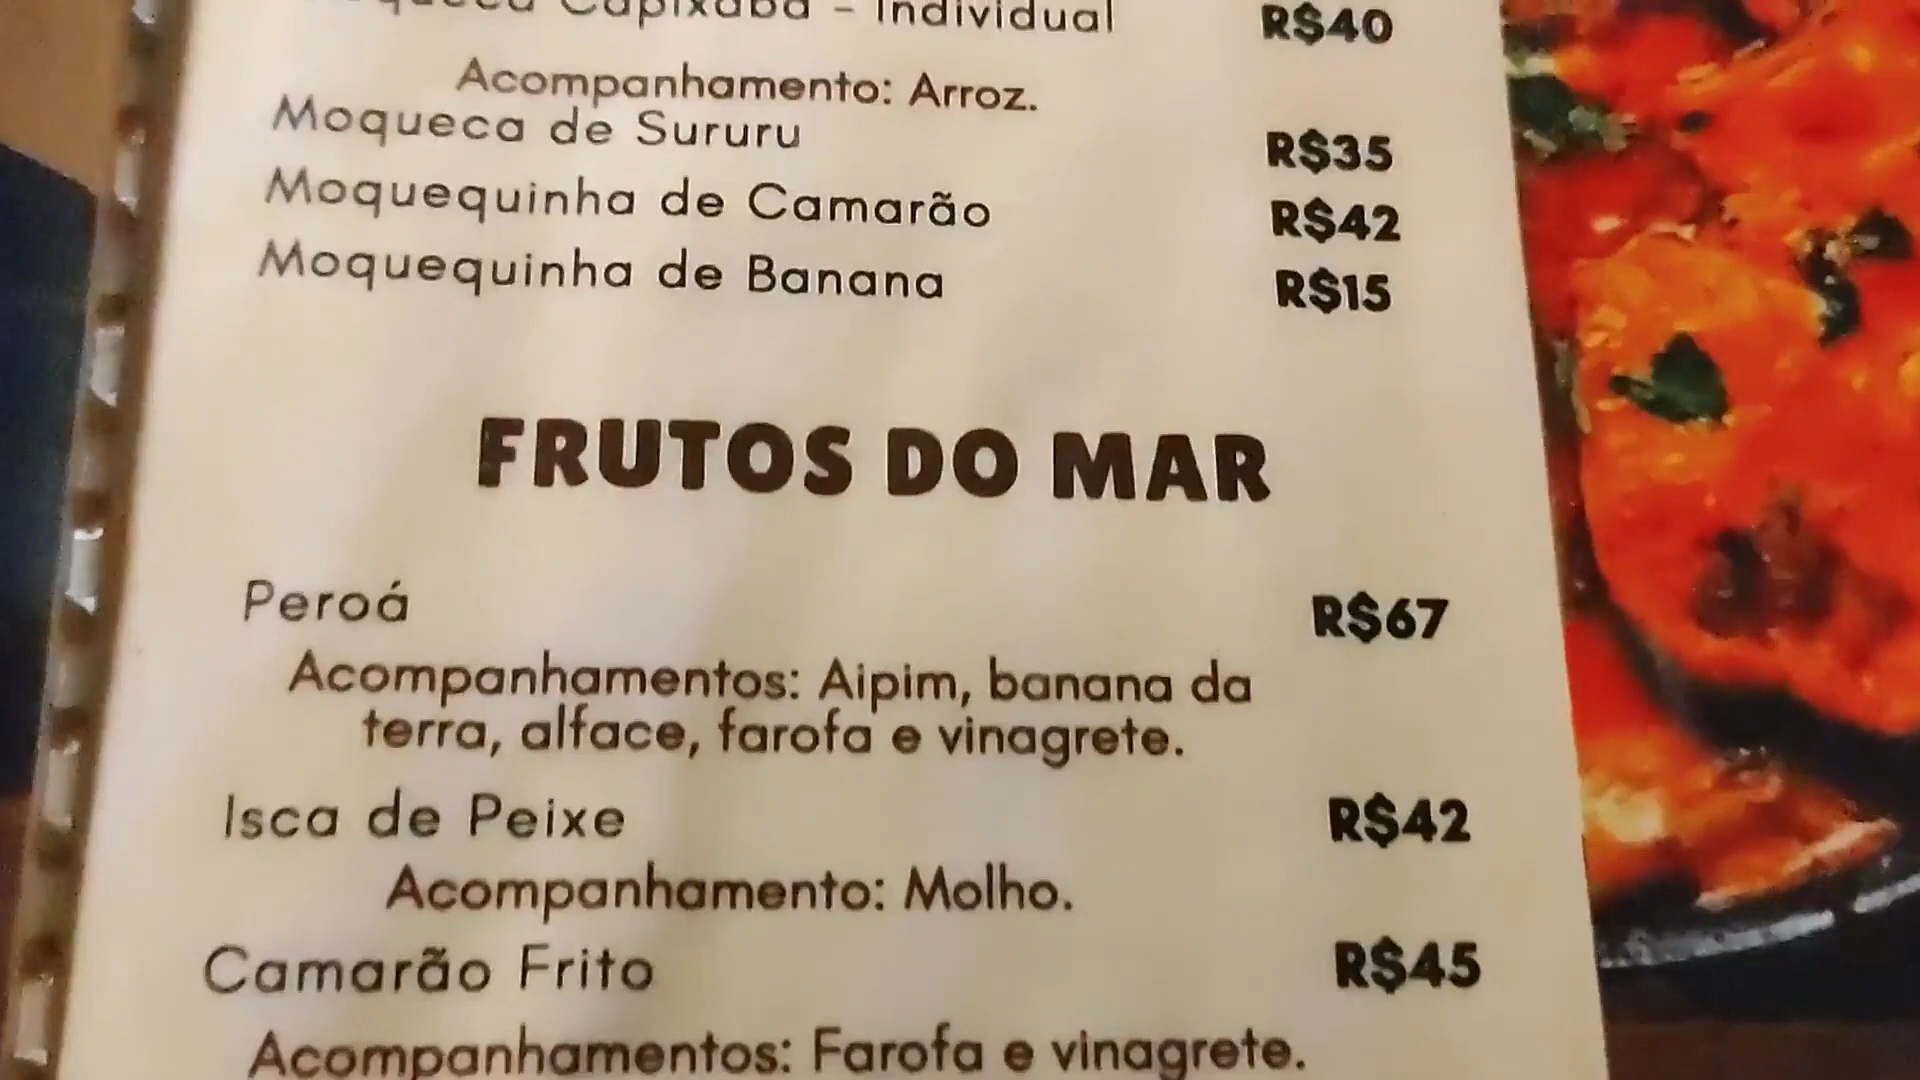 Capixaba - Individual R$40
Acompanhamento: Arroz.
Moqueca de Sururu R$35
Moquequinha de Camarão R$42
Moquequinha de Banana R$15
FRUTOS DO MAR
Peroá R$67
Acompanhamentos: Aipim, banana da
terra, alface, farofa e vinagrete.
Isca de Peixe R$42
Acompanhamento: Molho.
Camarão Frito R$45
Acompanhamentos: Farofa e vinagrete.